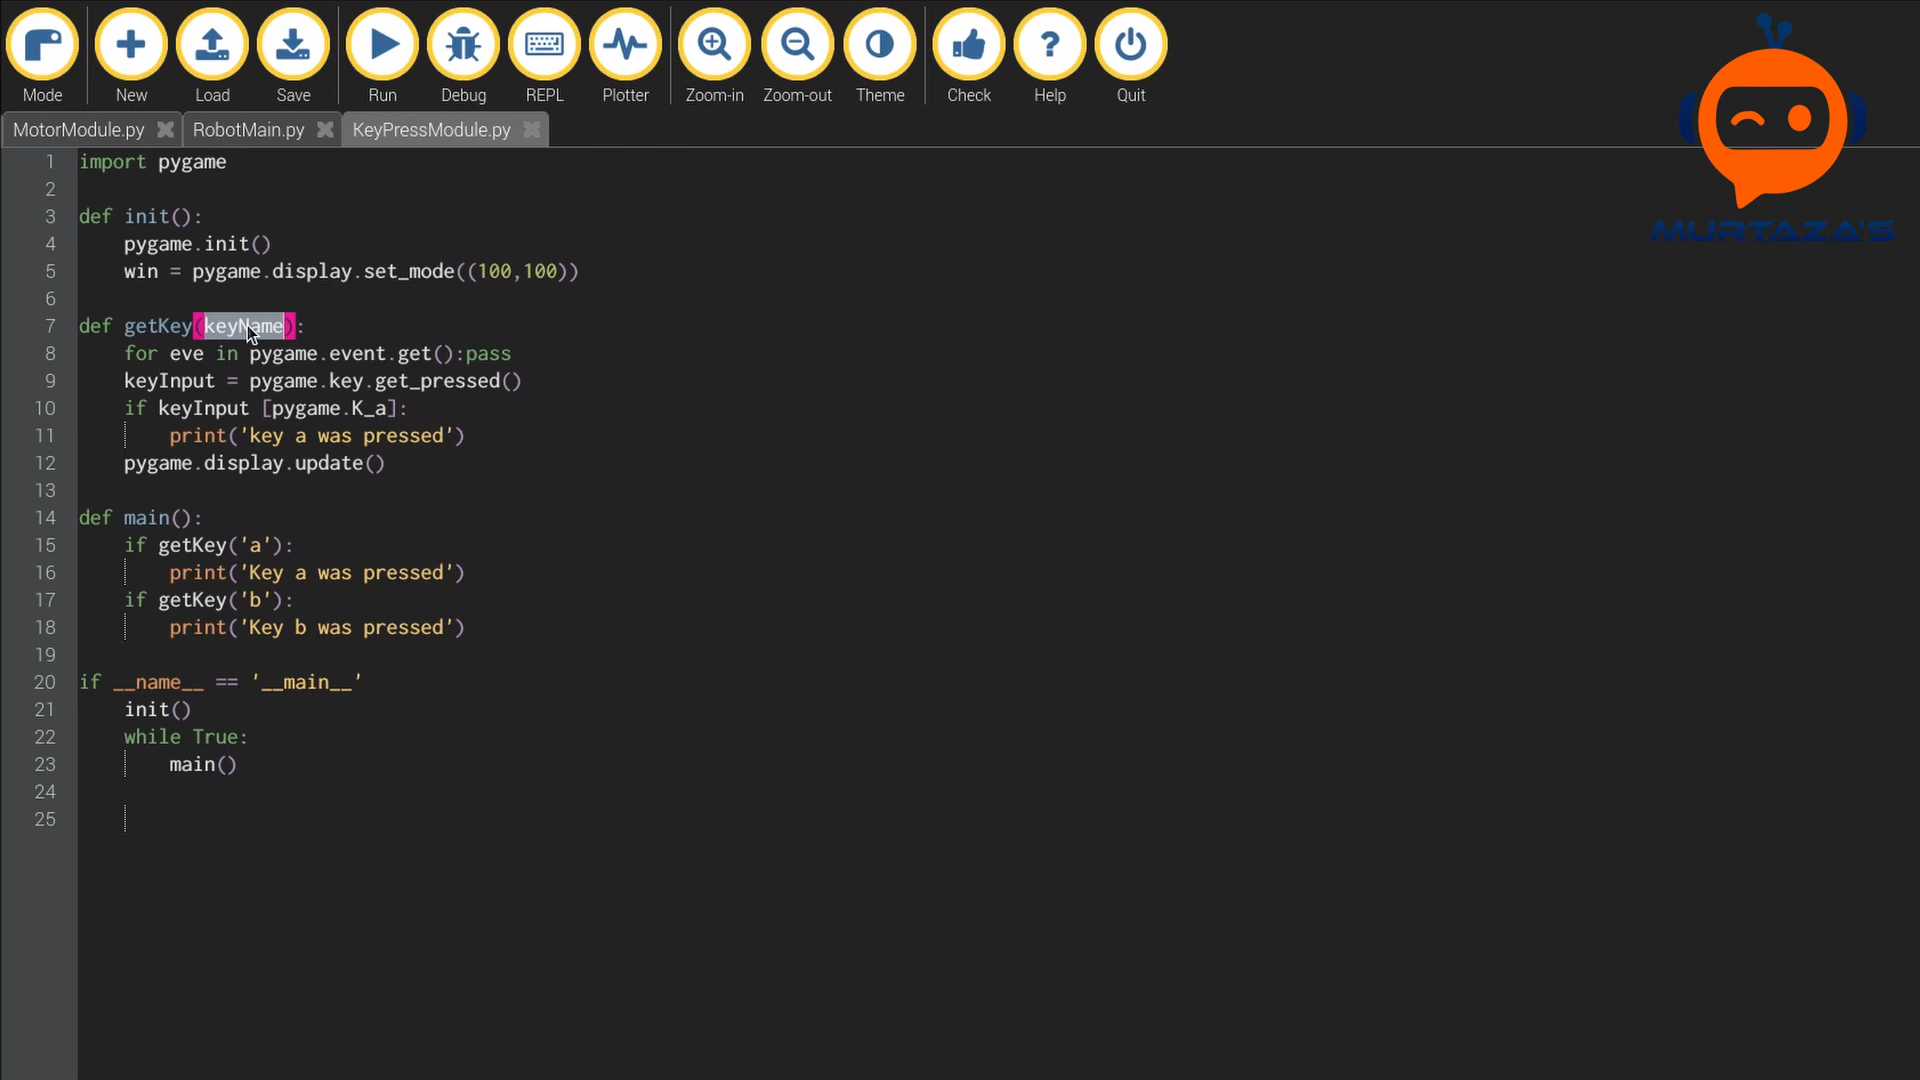 Mode New Load Save Run Debug REPL Plotter Zoom-in Zoom-out Theme Check ? Help Quit
MURTAZA'S
MotorModule.py RobotMain.py KeyPressModule.py
1 import pygame
2
3 def init():
4     pygame.init()
5     win = pygame.display.set_mode((100,100))
6
7 def getKey(keyName):
8     for eve in pygame.event.get():pass
9     keyInput = pygame.key.get_pressed()
10     if keyInput [pygame.K_a]:
11         print('key a was pressed')
12     pygame.display.update()
13
14 def main():
15     if getKey('a'):
16         print('Key a was pressed')
17     if getKey('b'):
18         print('Key b was pressed')
19
20 if __name__ == '__main__'
21     init()
22     while True:
23         main()
24
25